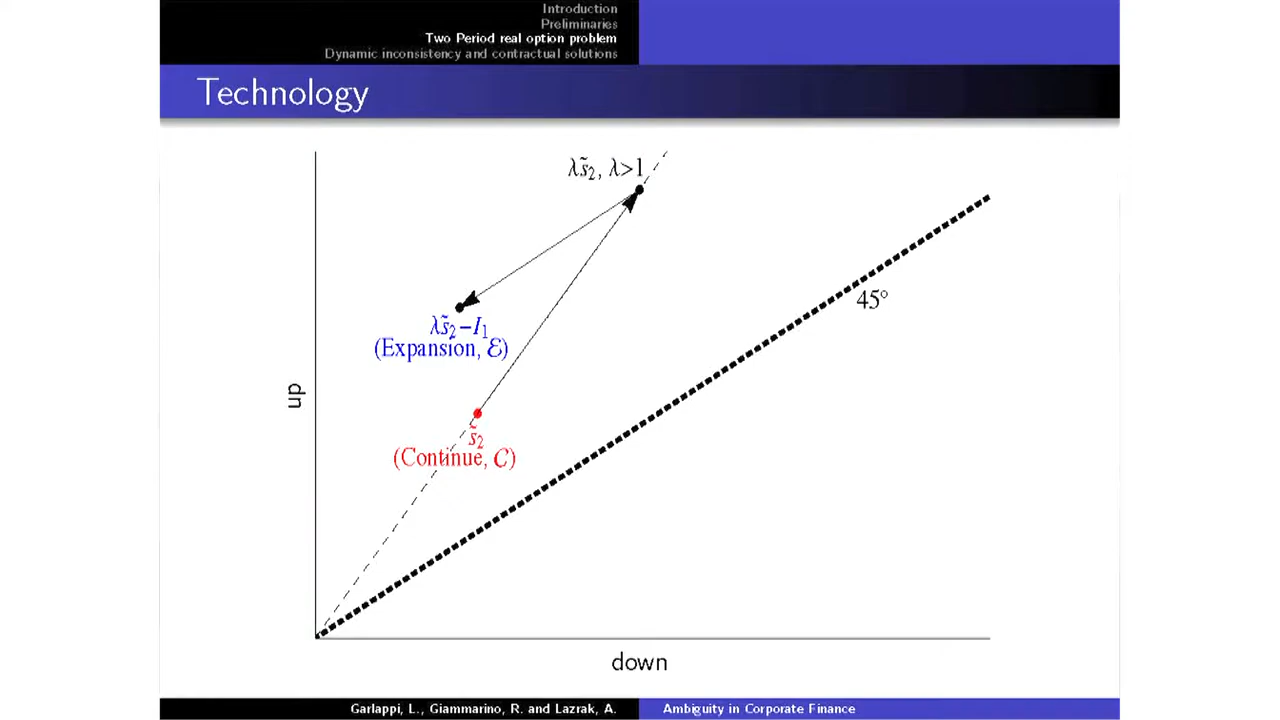 Introduction
Preliminaries
Two Period real option problem
Dynamic inconsistency and contractual solutions
Technology
λs̃₂, λ>1
45°
λs̃₂−I₁
(Expansion, ℰ)
up
s̃₂
(Continue, C)
down
Garlappi, L., Giammarino, R. and Lazrak, A.
Ambiguity in Corporate Finance